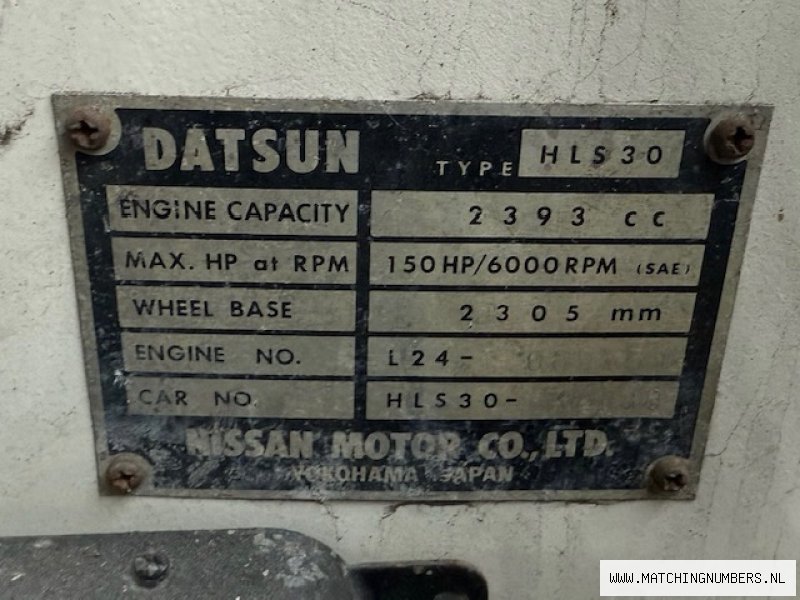 DATSUN TYPE HLS30
ENGINE CAPACITY 2393 cc
MAX. HP at RPM 150HP/6000RPM (SAE)
WHEEL BASE 2305 mm
ENGINE NO. L24-
CAR NO. HLS30-
NISSAN MOTOR CO., LTD.
YOKOHAMA JAPAN
WWW.MATCHINGNUMBERS.NL